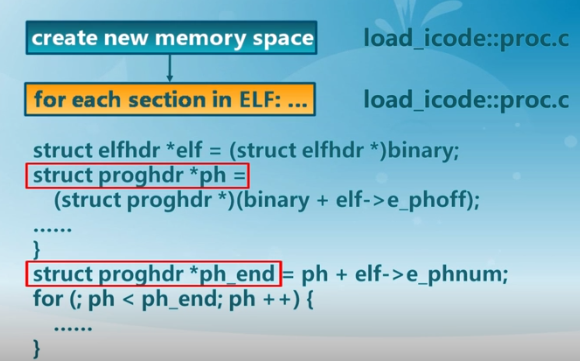 create new memory space load_icode::proc.c
for each section in ELF: ... load_icode::proc.c
struct elfhdr *elf = (struct elfhdr *)binary;
struct proghdr *ph =
(struct proghdr *)(binary + elf->e_phoff);
......
}
struct proghdr *ph_end = ph + elf->e_phnum;
for (; ph < ph_end; ph ++) {
......
}